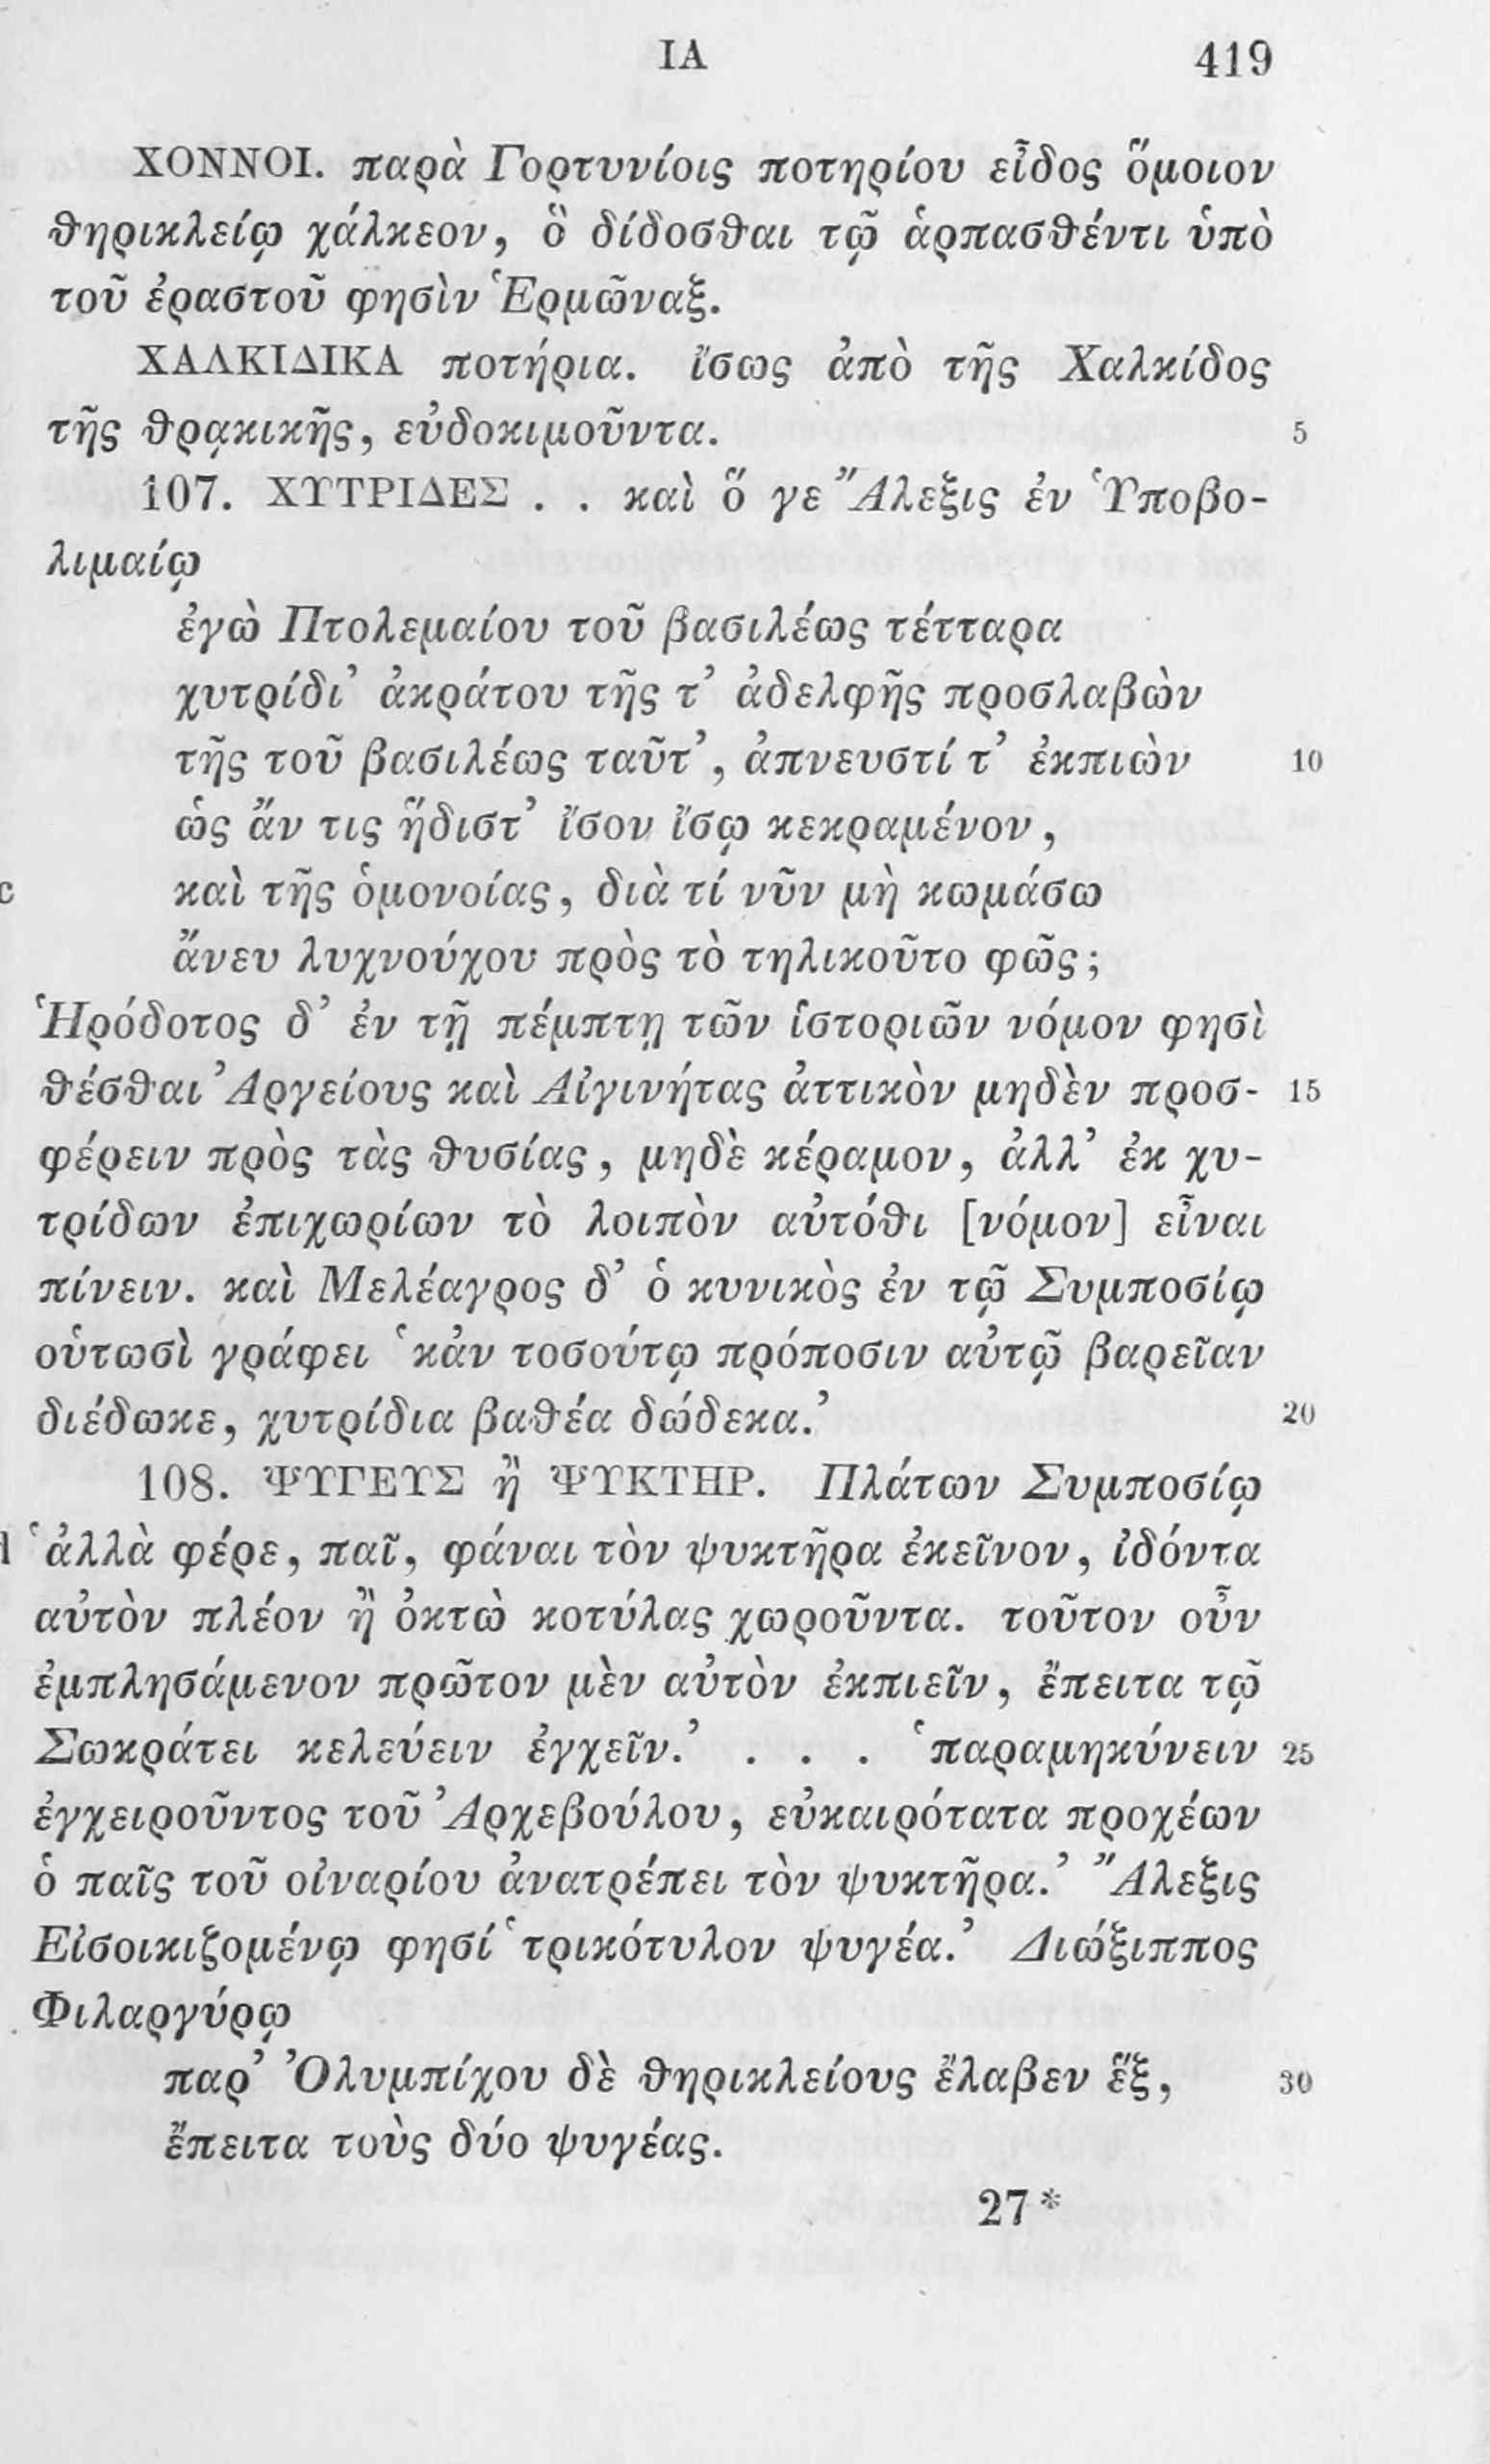 ΙΑ 419
ΧΟΝΝΟΙ. παρὰ Γορτυνίοις ποτηρίου εἶδος ὅμοιον
θηρικλείῳ χάλκεον, ὃ δίδοσθαι τῷ ἁρπασθέντι ὑπὸ
τοῦ ἐραστοῦ φησὶν Ἑρμῶναξ.
ΧΑΛΚΙΔΙΚΑ ποτήρια. ἴσως ἀπὸ τῆς Χαλκίδος
τῆς θρᾳκικῆς, εὐδοκιμοῦντα. 5
107. ΧΥΤΡΙΔΕΣ . . καὶ ὅ γε Ἄλεξις ἐν Ὑποβο-
λιμαίῳ
ἐγὼ Πτολεμαίου τοῦ βασιλέως τέτταρα
χυτρίδι᾽ ἀκράτου τῆς τ᾽ ἀδελφῆς προσλαβὼν
τῆς τοῦ βασιλέως ταῦτ᾽, ἀπνευστί τ᾽ ἐκπιὼν 10
ὡς ἄν τις ἥδιστ᾽ ἴσον ἴσῳ κεκραμένον,
c καὶ τῆς ὁμονοίας, διὰ τί νῦν μὴ κωμάσω
ἄνευ λυχνούχου πρὸς τὸ τηλικοῦτο φῶς;
Ἡρόδοτος δ᾽ ἐν τῇ πέμπτῃ τῶν ἱστοριῶν νόμον φησὶ
θέσθαι Ἀργείους καὶ Αἰγινήτας ἀττικὸν μηδὲν προσ- 15
φέρειν πρὸς τὰς θυσίας, μηδὲ κέραμον, ἀλλ᾽ ἐκ χυ-
τρίδων ἐπιχωρίων τὸ λοιπὸν αὐτόθι [νόμον] εἶναι
πίνειν. καὶ Μελέαγρος δ᾽ ὁ κυνικὸς ἐν τῷ Συμποσίῳ
οὑτωσὶ γράφει ‘κἀν τοσούτῳ πρόποσιν αὐτῷ βαρεῖαν
διέδωκε, χυτρίδια βαθέα δώδεκα.’ 20
108. ΨΥΓΕΥΣ ἢ ΨΥΚΤΗΡ. Πλάτων Συμποσίῳ
d ‘ἀλλὰ φέρε, παῖ, φάναι τὸν ψυκτῆρα ἐκεῖνον, ἰδόντα
αὐτὸν πλέον ἢ ὀκτὼ κοτύλας χωροῦντα. τοῦτον οὖν
ἐμπλησάμενον πρῶτον μὲν αὐτὸν ἐκπιεῖν, ἔπειτα τῷ
Σωκράτει κελεύειν ἐγχεῖν.’ . . . ‘παραμηκύνειν 25
ἐγχειροῦντος τοῦ Ἀρχεβούλου, εὐκαιρότατα προχέων
ὁ παῖς τοῦ οἰναρίου ἀνατρέπει τὸν ψυκτῆρα.’ Ἄλεξις
Εἰσοικιζομένῳ φησί ‘τρικότυλον ψυγέα.’ Διώξιππος
Φιλαργύρῳ
παρ᾽ Ὀλυμπίχου δὲ θηρικλείους ἔλαβεν ἕξ, 30
ἔπειτα τοὺς δύο ψυγέας.
27*